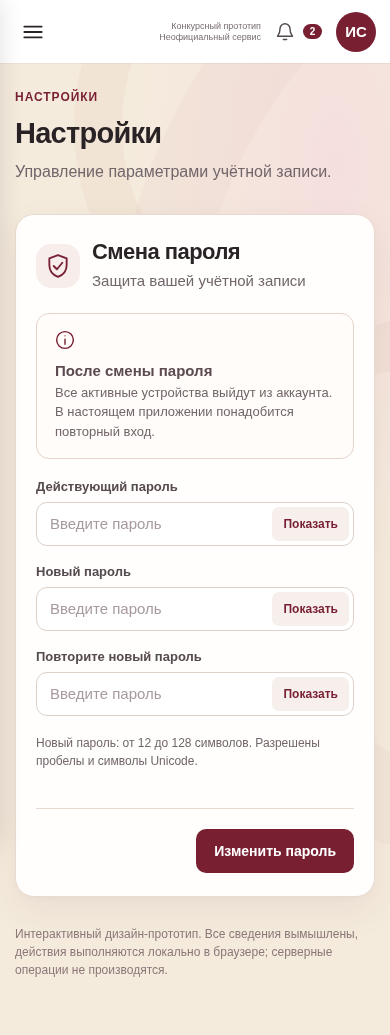 Конкурсный прототип
Неофициальный сервис
2
ИС
НАСТРОЙКИ
Настройки
Управление параметрами учётной записи.
Смена пароля
Защита вашей учётной записи
После смены пароля
Все активные устройства выйдут из аккаунта.
В настоящем приложении понадобится
повторный вход.
Действующий пароль
Введите пароль
Показать
Новый пароль
Введите пароль
Показать
Повторите новый пароль
Введите пароль
Показать
Новый пароль: от 12 до 128 символов. Разрешены
пробелы и символы Unicode.
Изменить пароль
Интерактивный дизайн-прототип. Все сведения вымышлены,
действия выполняются локально в браузере; серверные
операции не производятся.